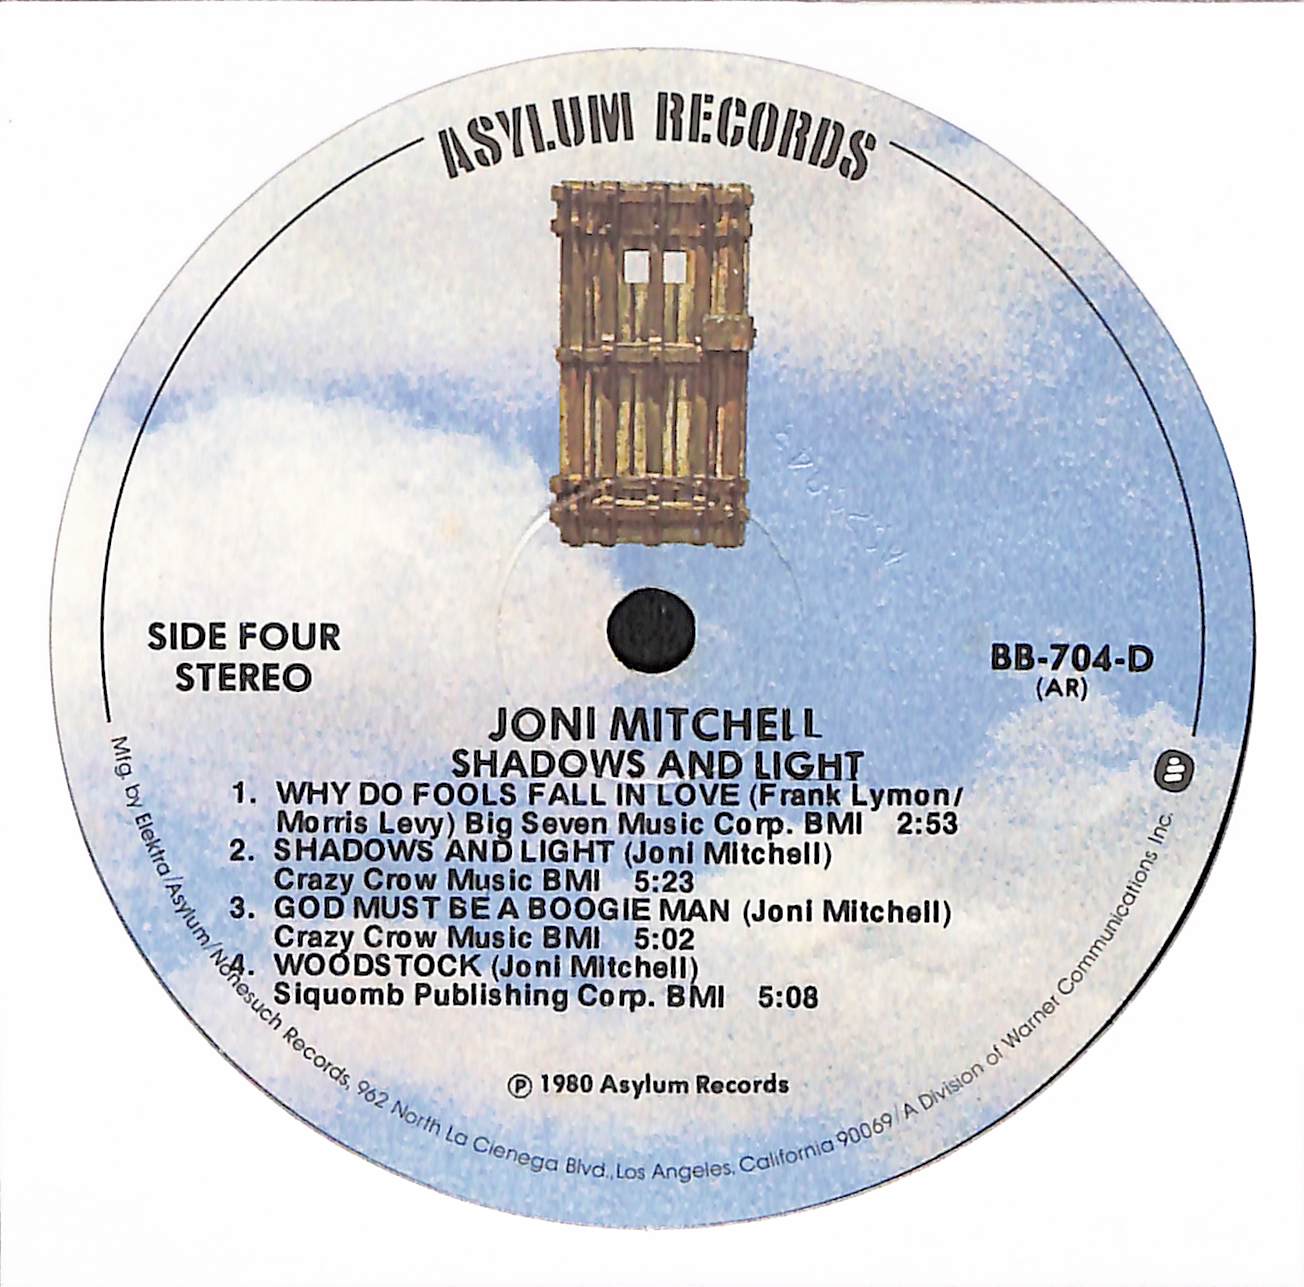 ASYLUM RECORDS
SIDE FOUR
STEREO
BB-704-D
(AR)
JONI MITCHELL
SHADOWS AND LIGHT
1. WHY DO FOOLS FALL IN LOVE (Frank Lymon/
Morris Levy) Big Seven Music Corp. BMI 2:53
2. SHADOWS AND LIGHT (Joni Mitchell)
Crazy Crow Music BMI 5:23
3. GOD MUST BE A BOOGIE MAN (Joni Mitchell)
Crazy Crow Music BMI 5:02
4. WOODSTOCK (Joni Mitchell)
Siquomb Publishing Corp. BMI 5:08
℗ 1980 Asylum Records
Mfg. by Elektra/Asylum/Nonesuch Records, 962 North La Cienega Blvd., Los Angeles, California 90069/A Division of Warner Communications Inc.